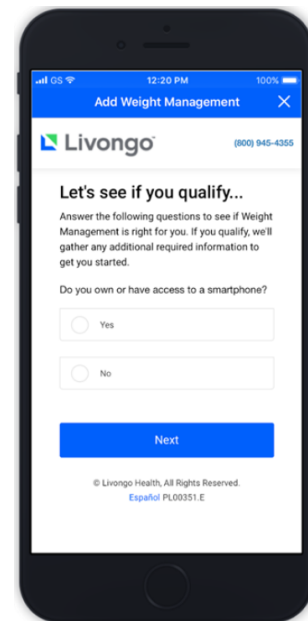 GS 12:20 PM 100%
Add Weight Management
Livongo (800) 945-4355
Let's see if you qualify...
Answer the following questions to see if Weight
Management is right for you. If you qualify, we'll
gather any additional required information to
get you started.
Do you own or have access to a smartphone?
Yes
No
Next
© Livongo Health, All Rights Reserved.
Español PL00351.E